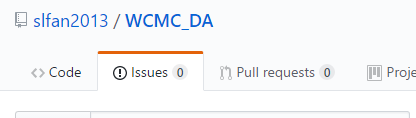 slfan2013 / WCMC_DA
Code Issues 0 Pull requests 0 Proje